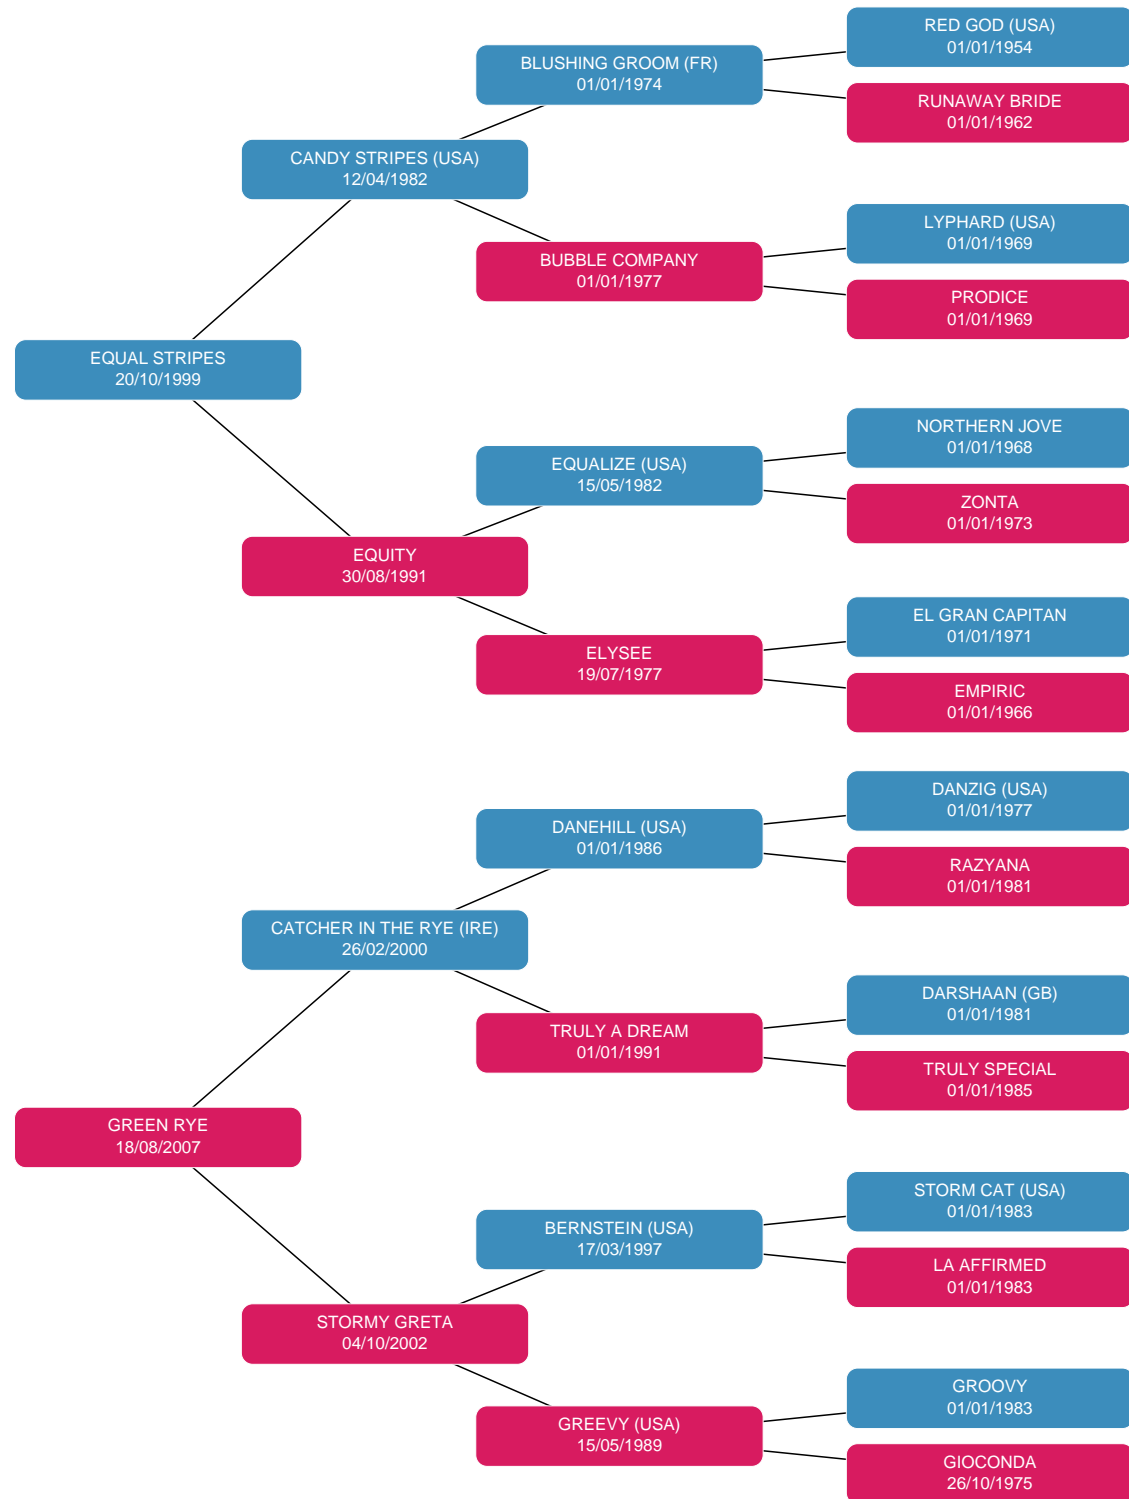 RED GOD (USA)
01/01/1954
BLUSHING GROOM (FR)
01/01/1974
RUNAWAY BRIDE
01/01/1962
CANDY STRIPES (USA)
12/04/1982
LYPHARD (USA)
01/01/1969
BUBBLE COMPANY
01/01/1977
PRODICE
01/01/1969
EQUAL STRIPES
20/10/1999
NORTHERN JOVE
01/01/1968
EQUALIZE (USA)
15/05/1982
ZONTA
01/01/1973
EQUITY
30/08/1991
EL GRAN CAPITAN
01/01/1971
ELYSEE
19/07/1977
EMPIRIC
01/01/1966
DANZIG (USA)
01/01/1977
DANEHILL (USA)
01/01/1986
RAZYANA
01/01/1981
CATCHER IN THE RYE (IRE)
26/02/2000
DARSHAAN (GB)
01/01/1981
TRULY A DREAM
01/01/1991
TRULY SPECIAL
01/01/1985
GREEN RYE
18/08/2007
STORM CAT (USA)
01/01/1983
BERNSTEIN (USA)
17/03/1997
LA AFFIRMED
01/01/1983
STORMY GRETA
04/10/2002
GROOVY
01/01/1983
GREEVY (USA)
15/05/1989
GIOCONDA
26/10/1975